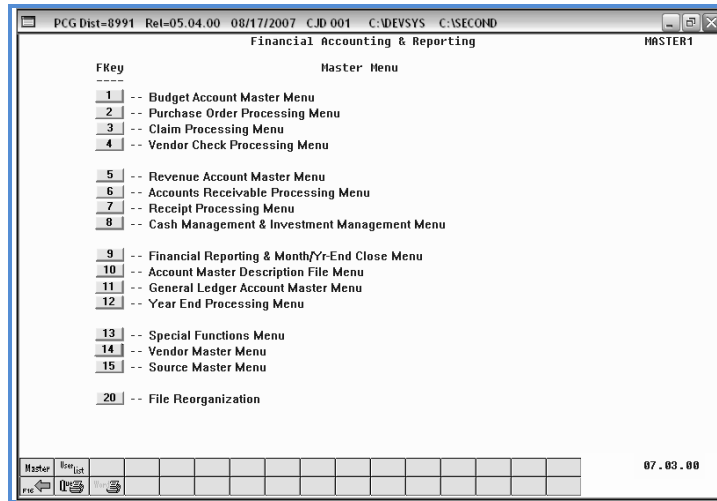 PCG Dist=8991 Rel=05.04.00 08/17/2007 CJD 001 C:\DEVSYS C:\SECOND
Financial Accounting & Reporting MASTER1
FKey Master Menu
----
1 -- Budget Account Master Menu
2 -- Purchase Order Processing Menu
3 -- Claim Processing Menu
4 -- Vendor Check Processing Menu
5 -- Revenue Account Master Menu
6 -- Accounts Receivable Processing Menu
7 -- Receipt Processing Menu
8 -- Cash Management & Investment Management Menu
9 -- Financial Reporting & Month/Yr-End Close Menu
10 -- Account Master Description File Menu
11 -- General Ledger Account Master Menu
12 -- Year End Processing Menu
13 -- Special Functions Menu
14 -- Vendor Master Menu
15 -- Source Master Menu
20 -- File Reorganization
Master User List 07.03.00
F16 Que Word